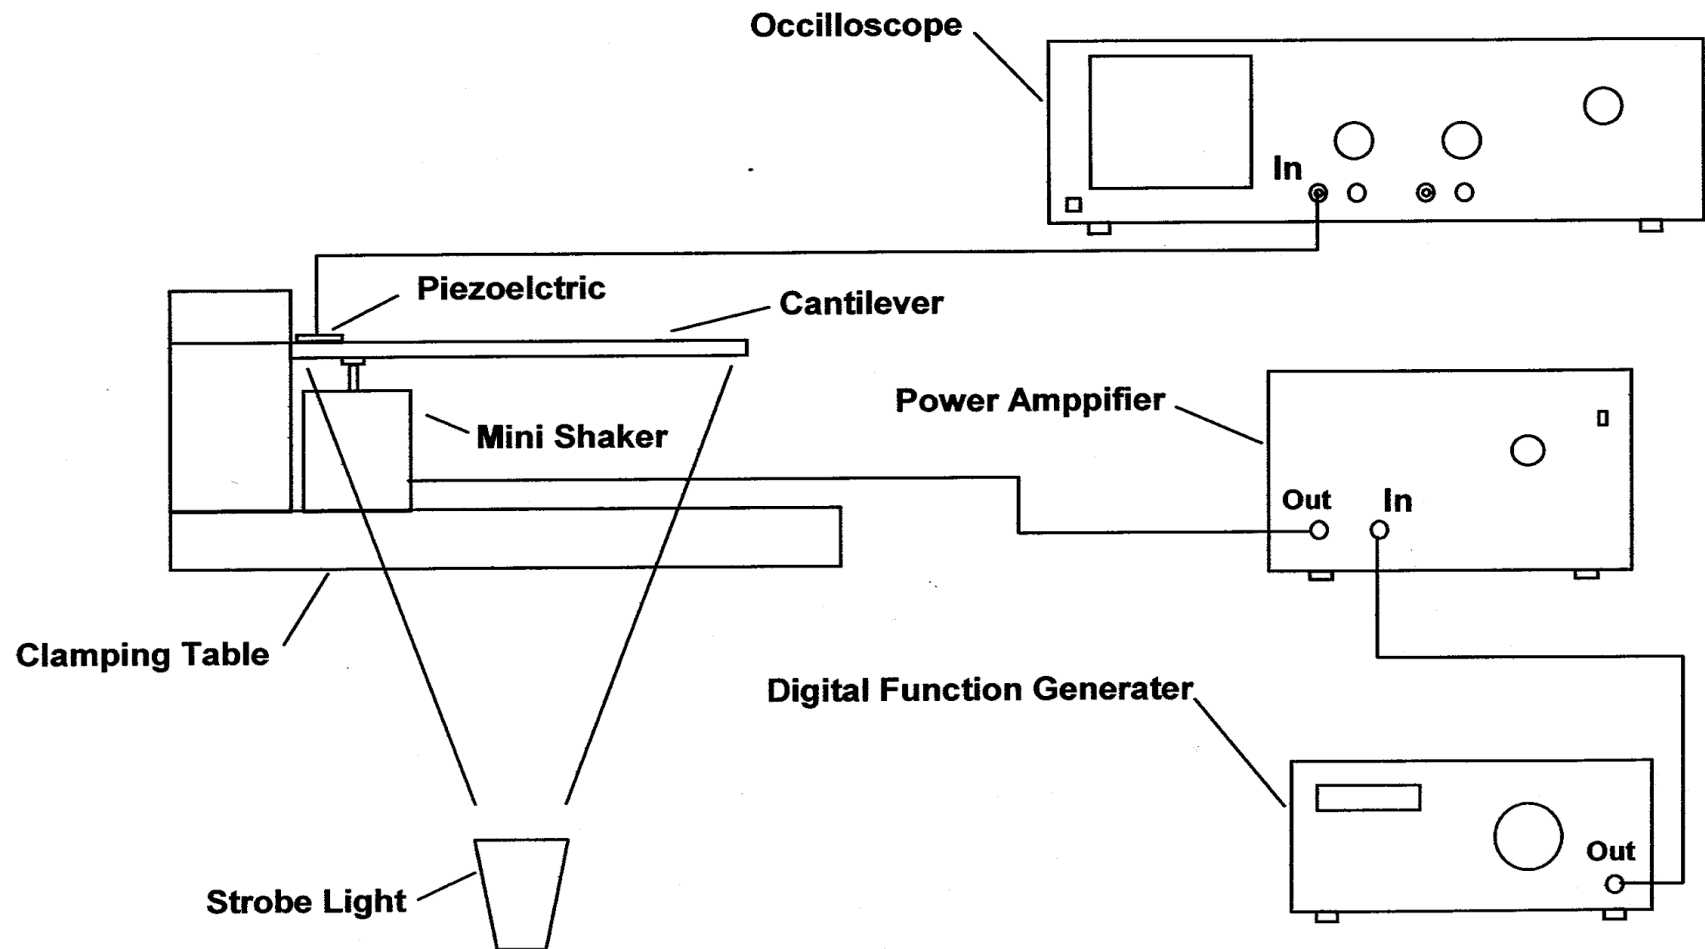 Occilloscope
In
Piezoelctric
Cantilever
Power Amppifier
Mini Shaker
Out In
Clamping Table
Digital Function Generater
Out
Strobe Light